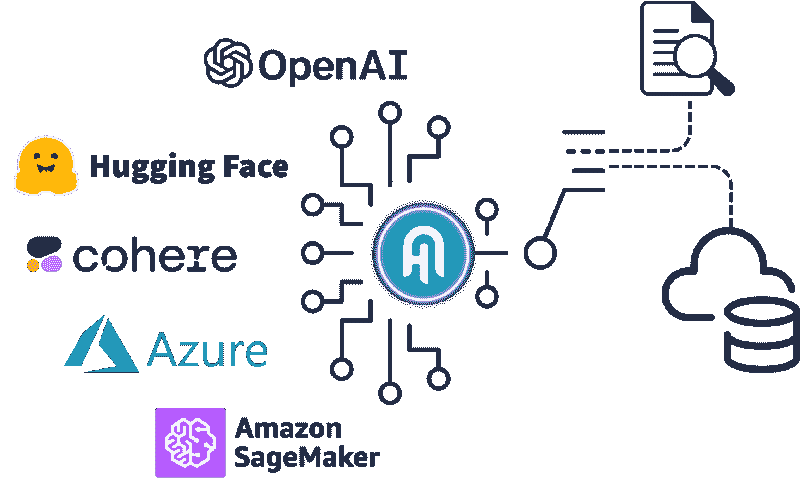 OpenAI
Hugging Face
cohere
Azure
Amazon
SageMaker